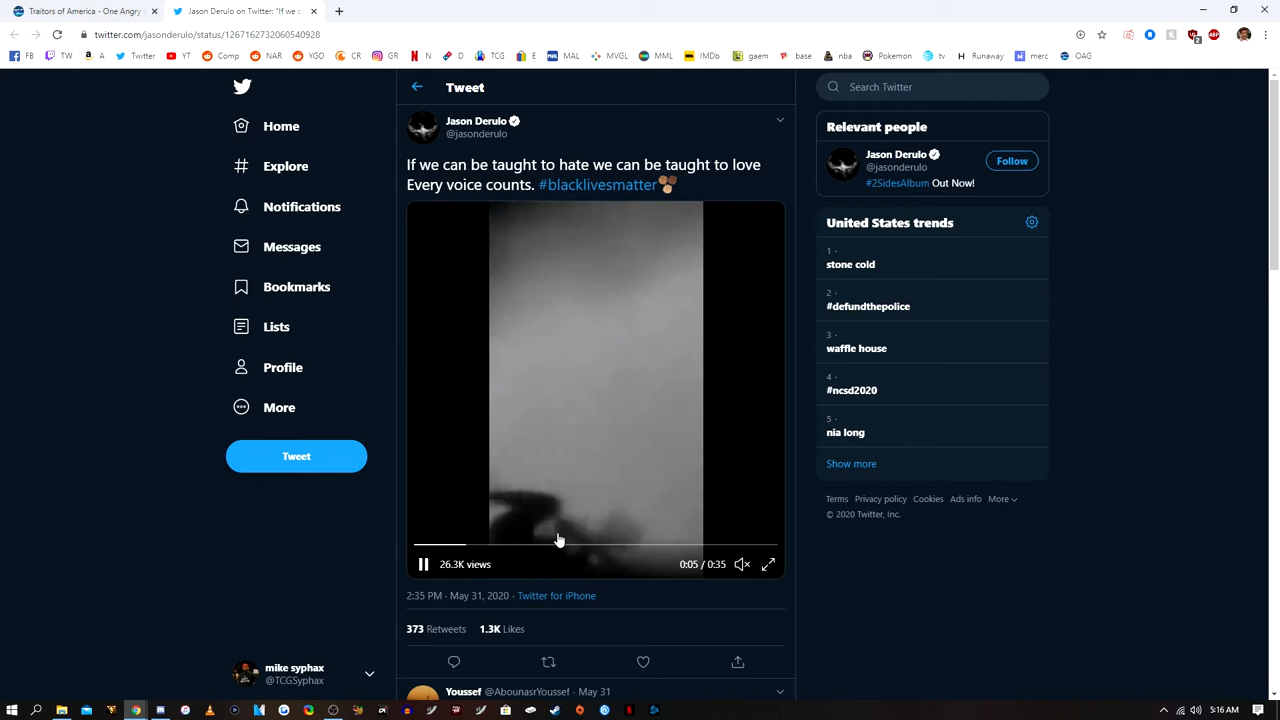 Traitors of America - One Angry
Jason Derulo on Twitter: "If we c
twitter.com/jasonderulo/status/1267162732060540928
FB TW A Twitter YT Comp NAR YGO CR GR N D TCG E MAL MVGL MML IMDb gaem base nba Pokemon tv Runaway merc OAG
Tweet
Search Twitter
Home
Explore
Notifications
Messages
Bookmarks
Lists
Profile
More
Tweet
mike syphax
@TCGSyphax
Jason Derulo
@jasonderulo
If we can be taught to hate we can be taught to love
Every voice counts. #blacklivesmatter
26.3K views
0:05 / 0:35
2:35 PM · May 31, 2020 · Twitter for iPhone
373 Retweets 1.3K Likes
Youssef @AbounasrYoussef · May 31
Relevant people
Jason Derulo
@jasonderulo
Follow
#2SidesAlbum Out Now!
United States trends
1 ·
stone cold
2 ·
#defundthepolice
3 ·
waffle house
4 ·
#ncsd2020
5 ·
nia long
Show more
Terms Privacy policy Cookies Ads info More
© 2020 Twitter, Inc.
5:16 AM